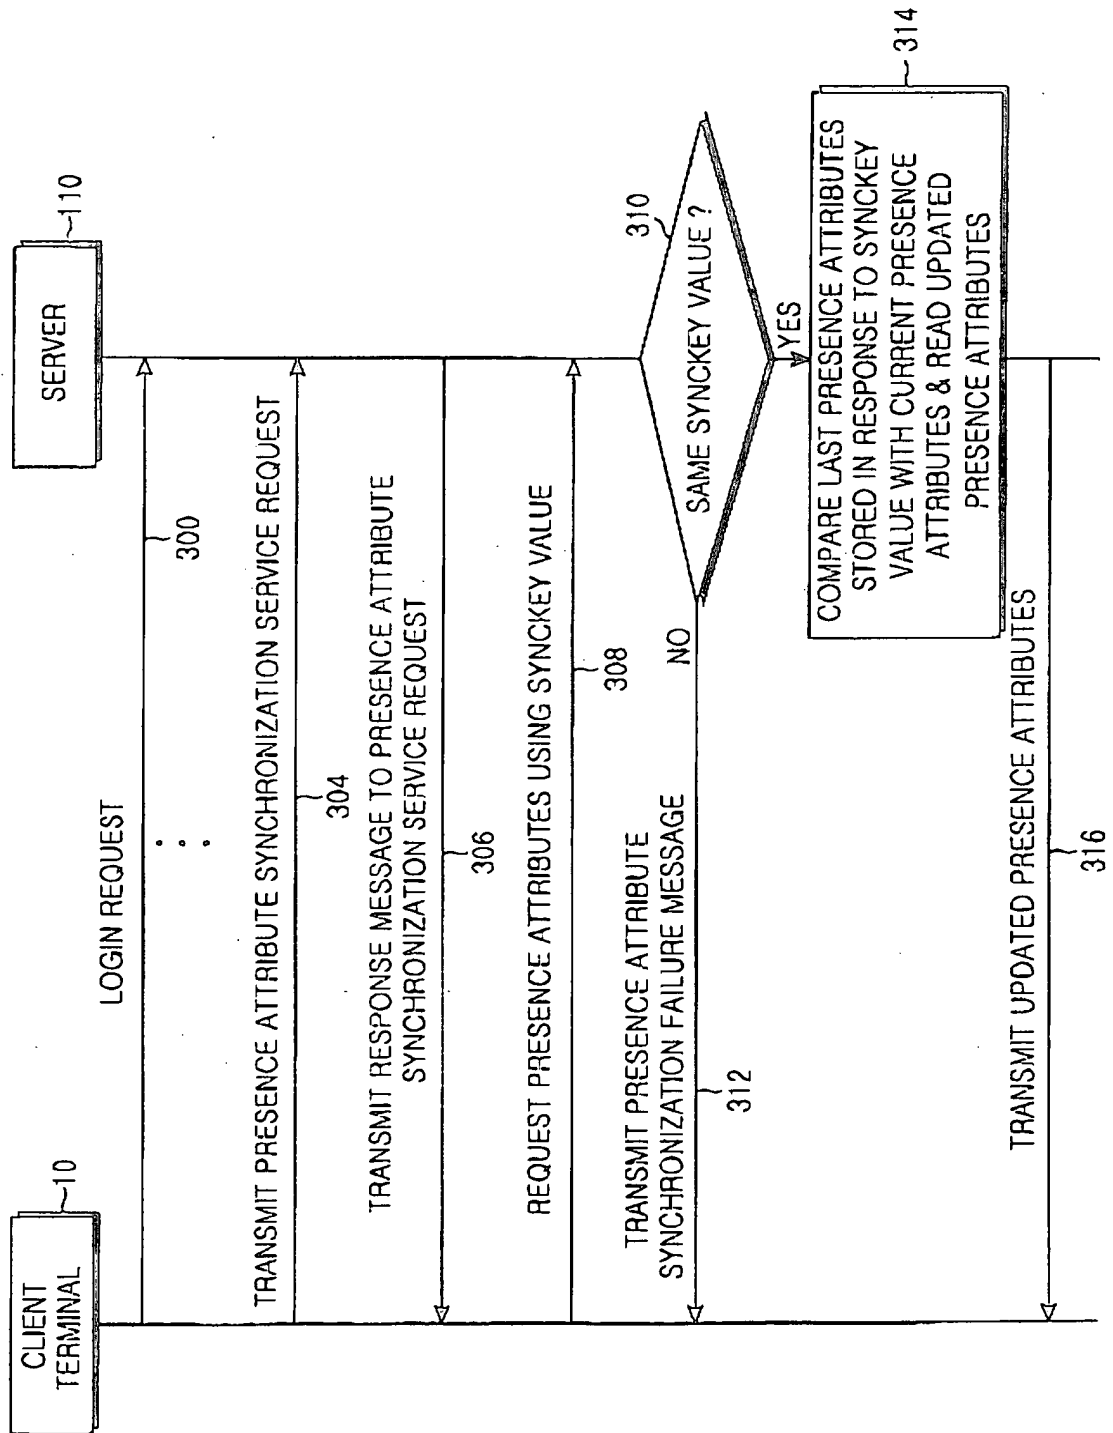 CLIENT
TERMINAL
10
SERVER
110
LOGIN REQUEST
300
TRANSMIT PRESENCE ATTRIBUTE SYNCHRONIZATION SERVICE REQUEST
304
TRANSMIT RESPONSE MESSAGE TO PRESENCE ATTRIBUTE
SYNCHRONIZATION SERVICE REQUEST
306
REQUEST PRESENCE ATTRIBUTES USING SYNCKEY VALUE
308
SAME SYNCKEY VALUE ?
310
NO
YES
TRANSMIT PRESENCE ATTRIBUTE
SYNCHRONIZATION FAILURE MESSAGE
312
COMPARE LAST PRESENCE ATTRIBUTES
STORED IN RESPONSE TO SYNCKEY
VALUE WITH CURRENT PRESENCE
ATTRIBUTES & READ UPDATED
PRESENCE ATTRIBUTES
314
TRANSMIT UPDATED PRESENCE ATTRIBUTES
316